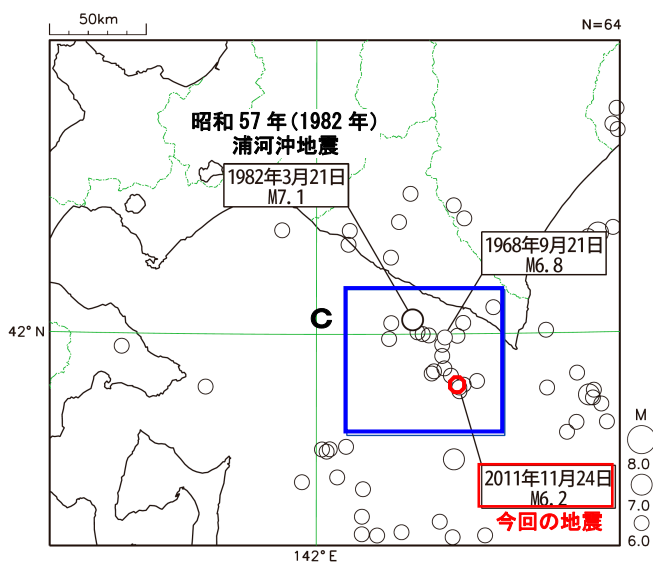 50km
N=64
昭和 57 年(1982 年)
浦河沖地震
1982年3月21日
M7.1
1968年9月21日
M6.8
C
42°N
M
8.0
7.0
6.0
2011年11月24日
M6.2
今回の地震
142°E